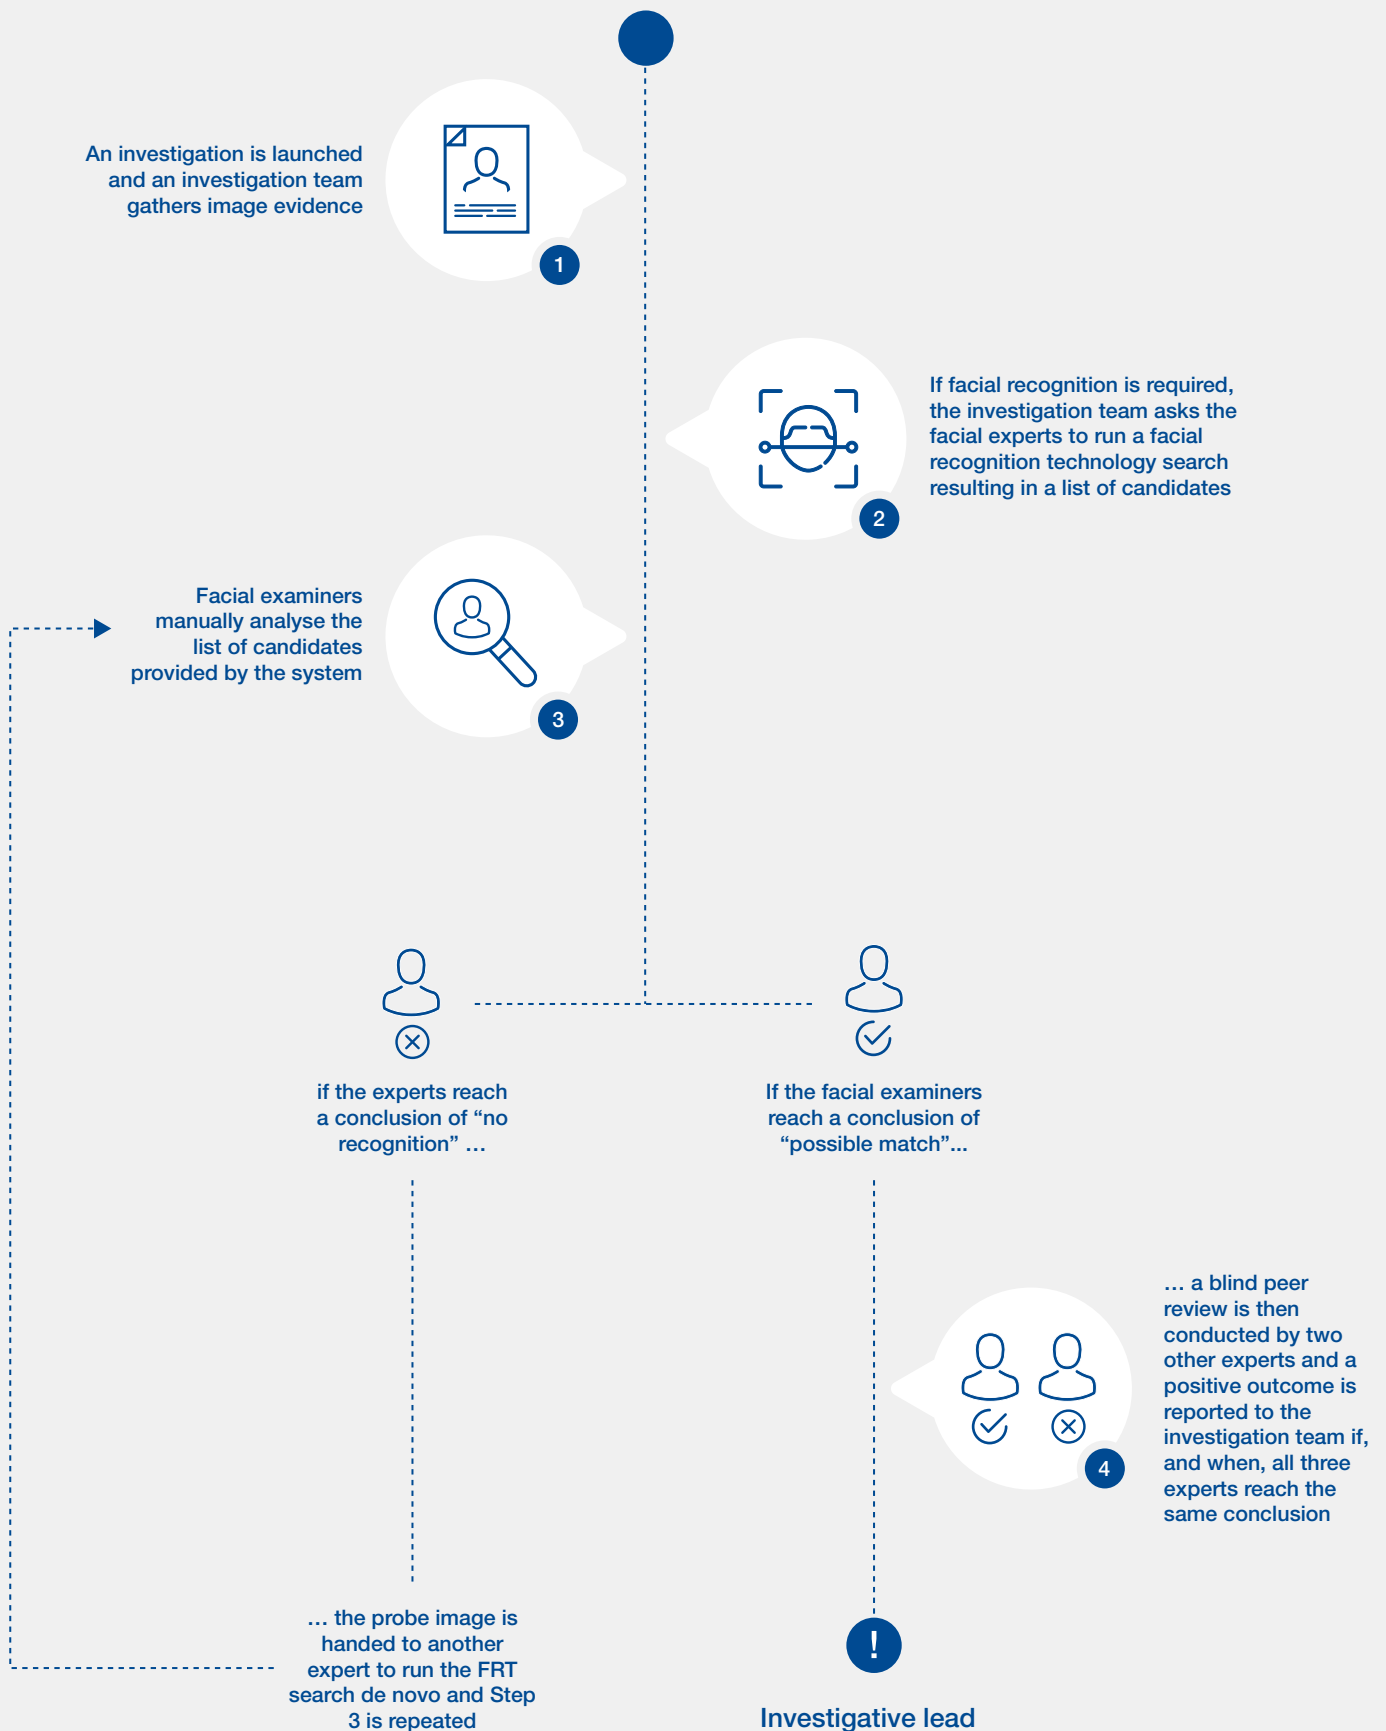 An investigation is launched
and an investigation team
gathers image evidence
1
If facial recognition is required,
the investigation team asks the
facial experts to run a facial
recognition technology search
resulting in a list of candidates
2
Facial examiners
manually analyse the
list of candidates
provided by the system
3
if the experts reach
a conclusion of “no
recognition” …
If the facial examiners
reach a conclusion of
“possible match”...
… a blind peer
review is then
conducted by two
other experts and a
positive outcome is
reported to the
investigation team if,
and when, all three
experts reach the
same conclusion
4
… the probe image is
handed to another
expert to run the FRT
search de novo and Step
3 is repeated
!
Investigative lead